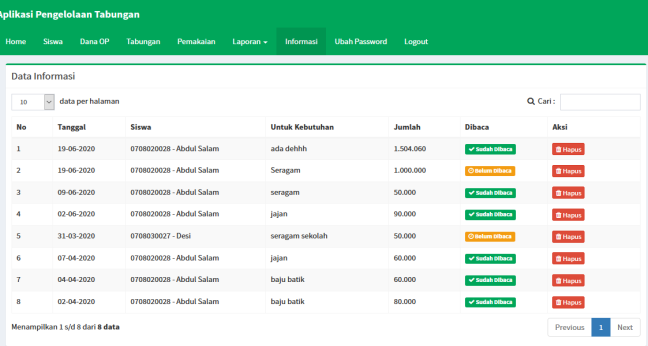 Aplikasi Pengelolaan Tabungan
Home Siswa Dana OP Tabungan Pemakaian Laporan Informasi Ubah Password Logout
Data Informasi
10 data per halaman Cari :
No Tanggal Siswa Untuk Kebutuhan Jumlah Dibaca Aksi
1 19-06-2020 0708020028 - Abdul Salam ada dehhh 1.504.060 Sudah Dibaca Hapus
2 19-06-2020 0708020028 - Abdul Salam Seragam 1.000.000 Belum Dibaca Hapus
3 09-06-2020 0708020028 - Abdul Salam seragam 50.000 Sudah Dibaca Hapus
4 02-06-2020 0708020028 - Abdul Salam jajan 90.000 Sudah Dibaca Hapus
5 31-03-2020 0708030027 - Desi seragam sekolah 50.000 Belum Dibaca Hapus
6 07-04-2020 0708020028 - Abdul Salam jajan 60.000 Sudah Dibaca Hapus
7 04-04-2020 0708020028 - Abdul Salam baju batik 60.000 Sudah Dibaca Hapus
8 02-04-2020 0708020028 - Abdul Salam baju batik 80.000 Sudah Dibaca Hapus
Menampilkan 1 s/d 8 dari 8 data Previous 1 Next